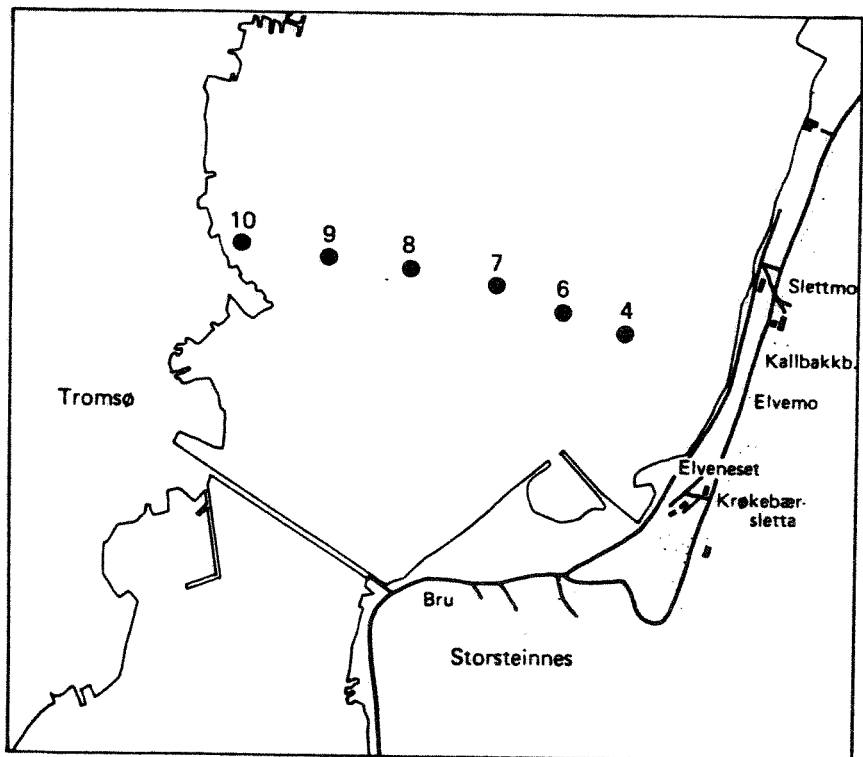 10
9
8
7
6
4
Slettmo
Kallbakkb.
Tromsø
Elvemo
Elveneset
Krøkebær-
sletta
Bru
Storsteinnes